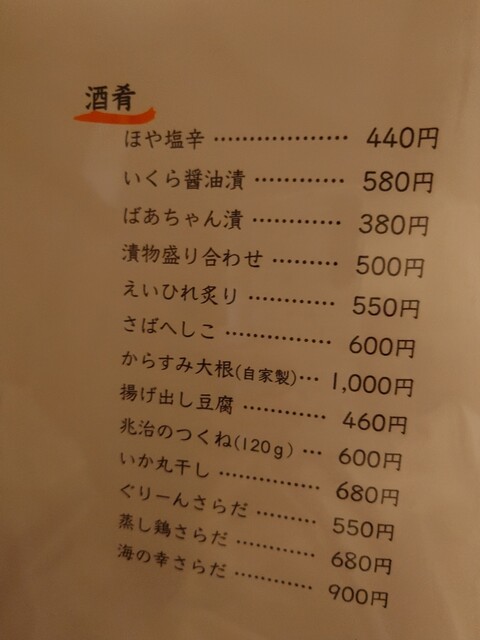 酒肴
ほや塩辛 ……………… 440円
いくら醤油漬 ………… 580円
ばあちゃん漬 ………… 380円
漬物盛り合わせ ……… 500円
えいひれ炙り ………… 550円
さばへしこ …………… 600円
からすみ大根(自家製)… 1,000円
揚げ出し豆腐 ………… 460円
兆治のつくね(120g) … 600円
いか丸干し …………… 680円
ぐりーんさらだ ……… 550円
蒸し鶏さらだ ………… 680円
海の幸さらだ ………… 900円